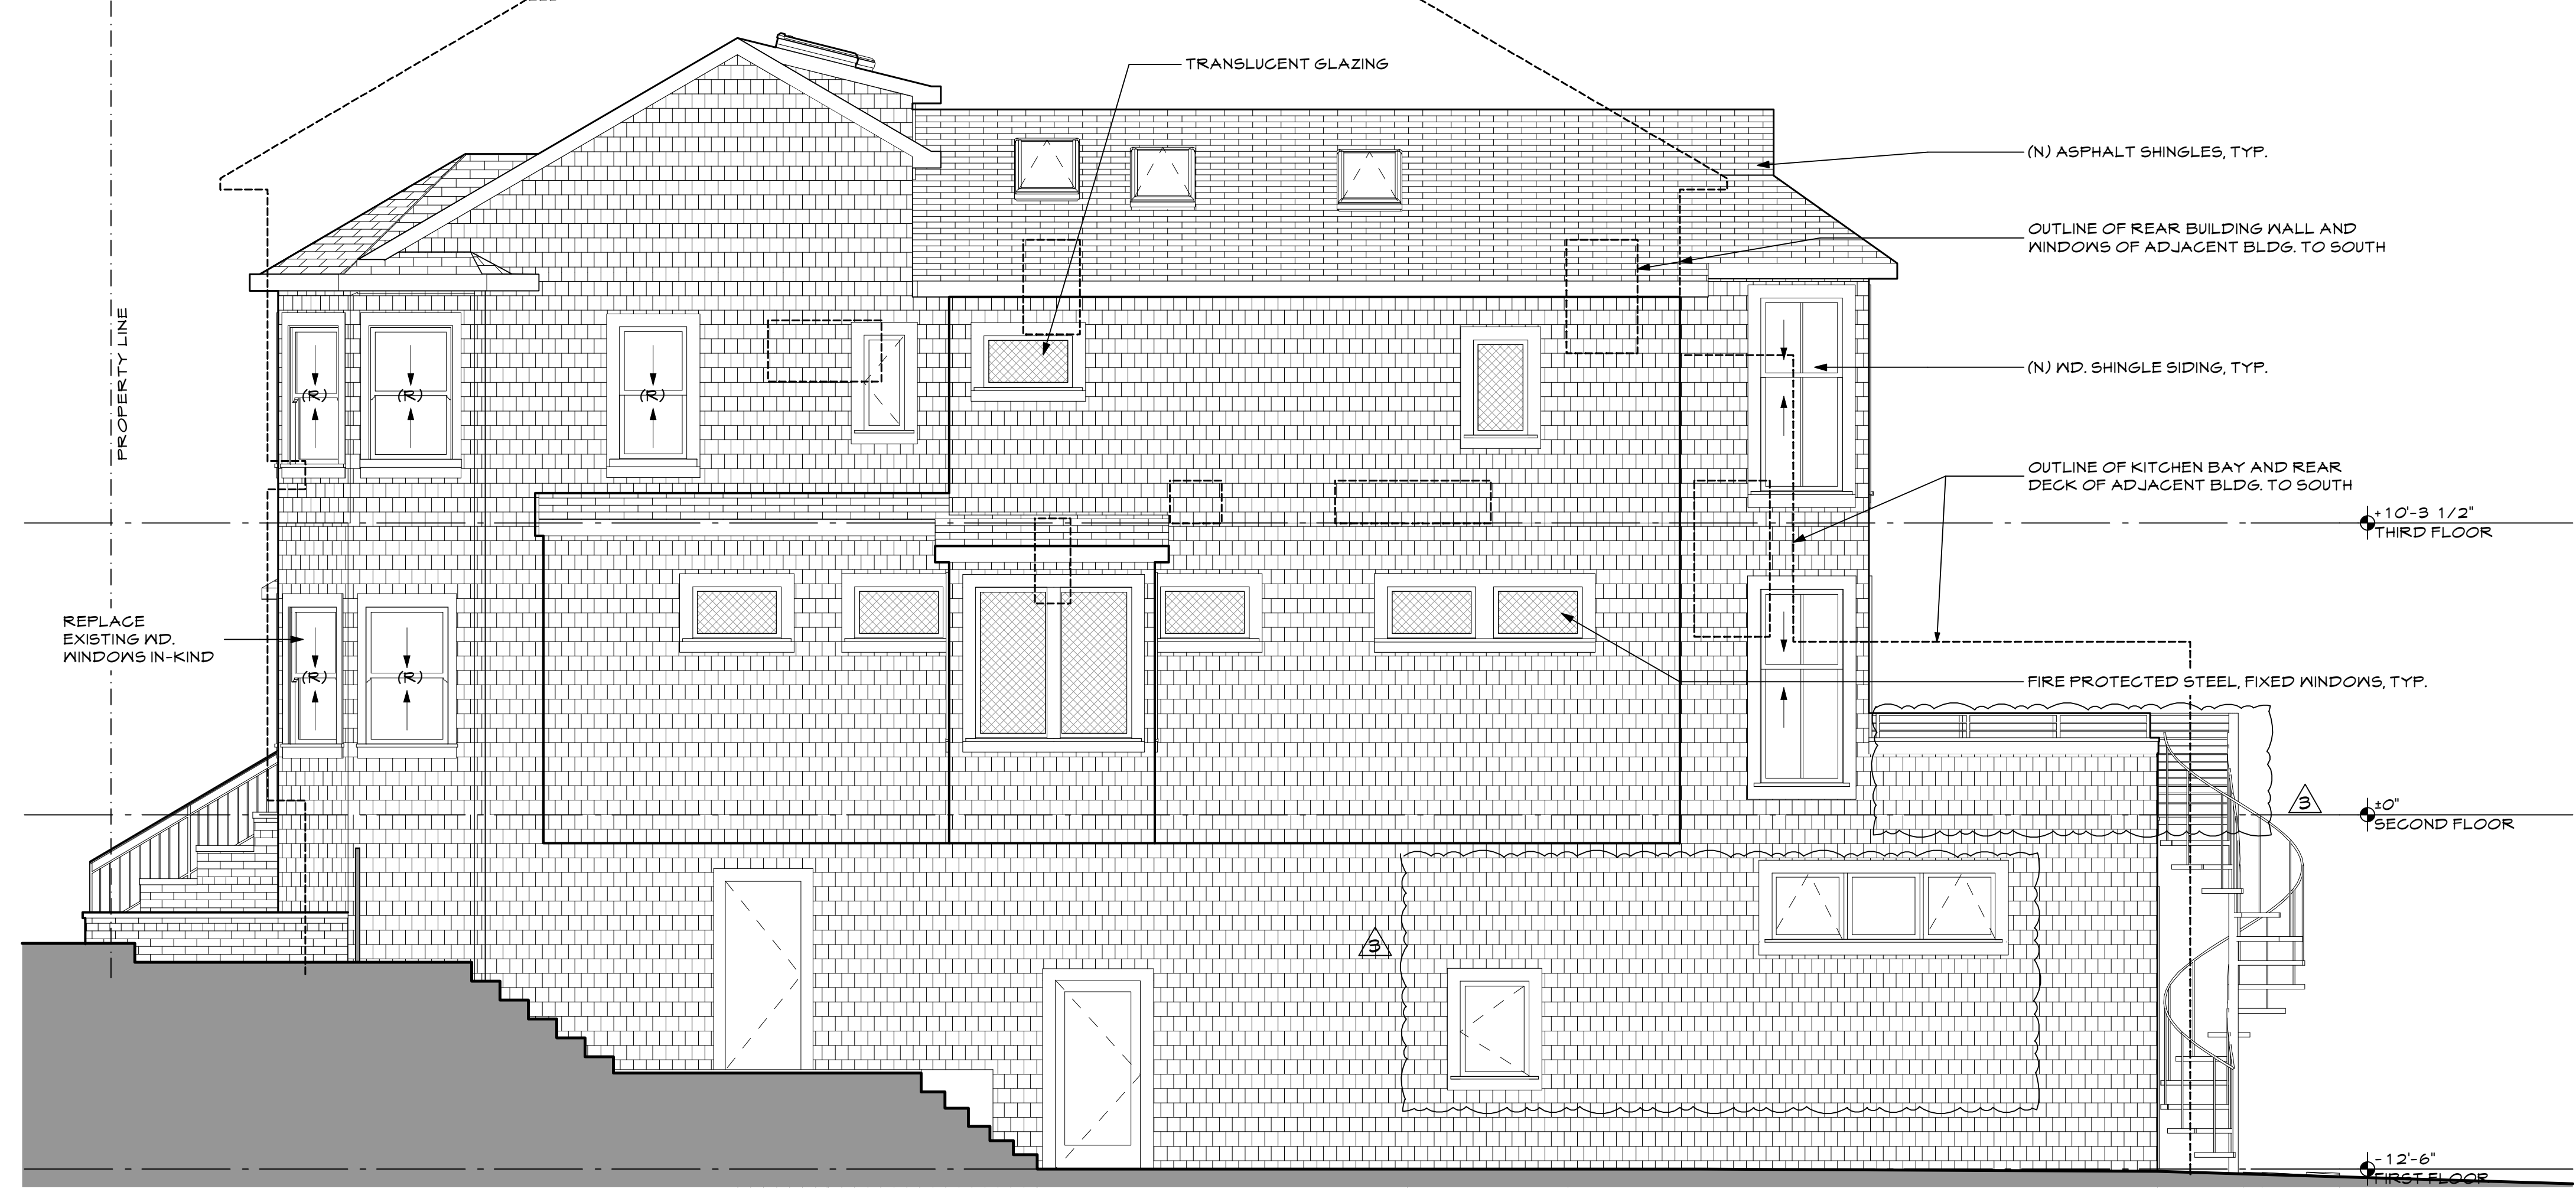 TRANSLUCENT GLAZING
(N) ASPHALT SHINGLES, TYP.
OUTLINE OF REAR BUILDING WALL AND
WINDOWS OF ADJACENT BLDG. TO SOUTH
PROPERTY LINE
(N) WD. SHINGLE SIDING, TYP.
(R)
(R)
(R)
OUTLINE OF KITCHEN BAY AND REAR
DECK OF ADJACENT BLDG. TO SOUTH
+10'-3 1/2"
THIRD FLOOR
REPLACE
EXISTING WD.
WINDOWS IN-KIND
(R)
(R)
FIRE PROTECTED STEEL, FIXED WINDOWS, TYP.
3
±0"
SECOND FLOOR
3
-12'-6"
FIRST FLOOR